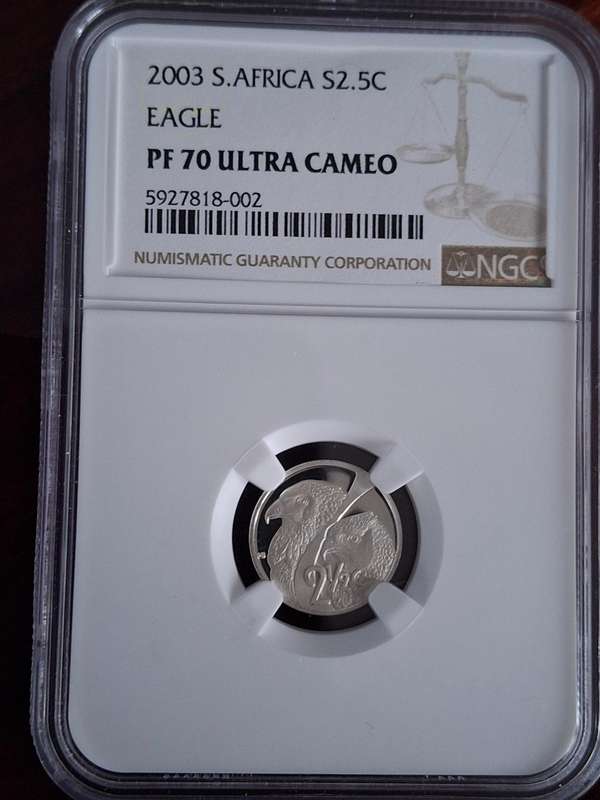 2003 S.AFRICA S2.5C
EAGLE
PF 70 ULTRA CAMEO
5927818-002
NUMISMATIC GUARANTY CORPORATION
NGC
2½c